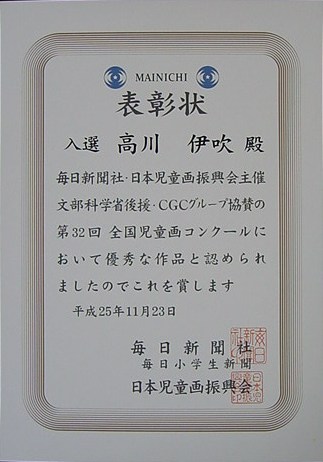 MAINICHI
表彰状
入選 高川 伊吹 殿
毎日新聞社・日本児童画振興会主催
文部科学省後援・CGCグループ協賛の
第32回 全国児童画コンクールに
おいて優秀な作品と認められ
ましたのでこれを賞します
平成25年11月23日
毎日新聞社
毎日小学生新聞
日本児童画振興会